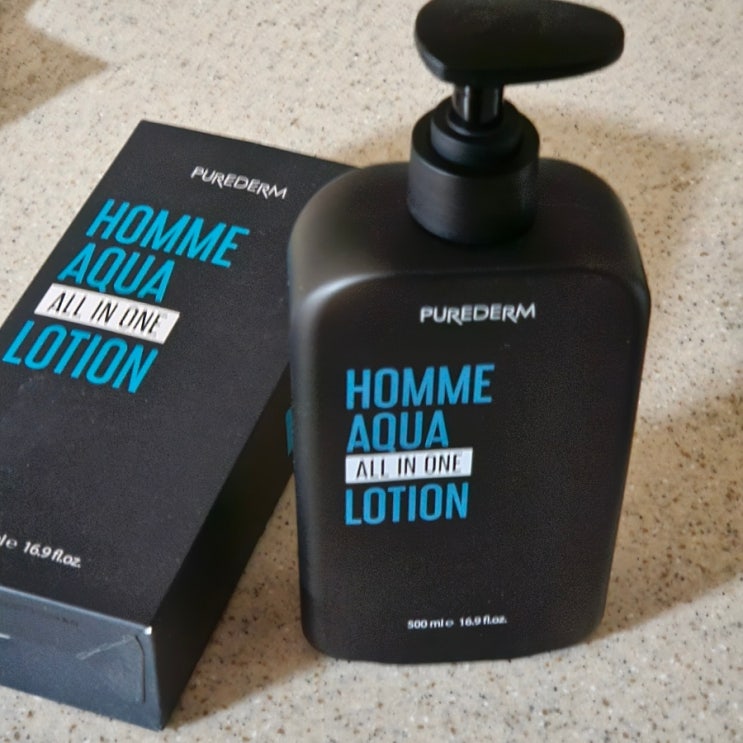 PUREDERM
HOMME
AQUA
ALL IN ONE
LOTION
16.9 fl.oz.
PUREDERM
HOMME
AQUA
ALL IN ONE
LOTION
500 ml ℮ 16.9 fl.oz.